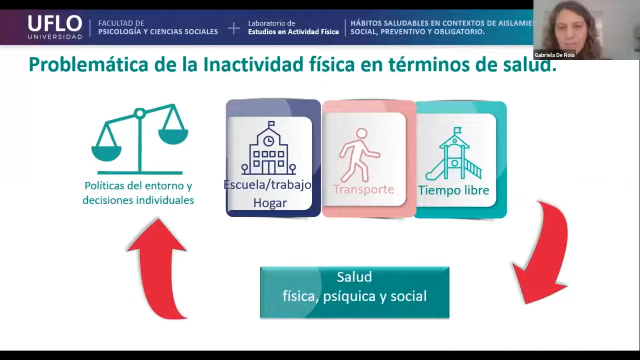 UFLO
UNIVERSIDAD
FACULTAD DE
PSICOLOGÍA Y CIENCIAS SOCIALES
Laboratorio de
Estudios en Actividad Física
HÁBITOS SALUDABLES EN CONTEXTOS DE AISLAMIENTO
SOCIAL, PREVENTIVO Y OBLIGATORIO.
Gabriela De Roia
Problemática de la Inactividad física en términos de salud.
Políticas del entorno y
decisiones individuales
Escuela/trabajo
Hogar
Transporte
Tiempo libre
Salud
física, psíquica y social